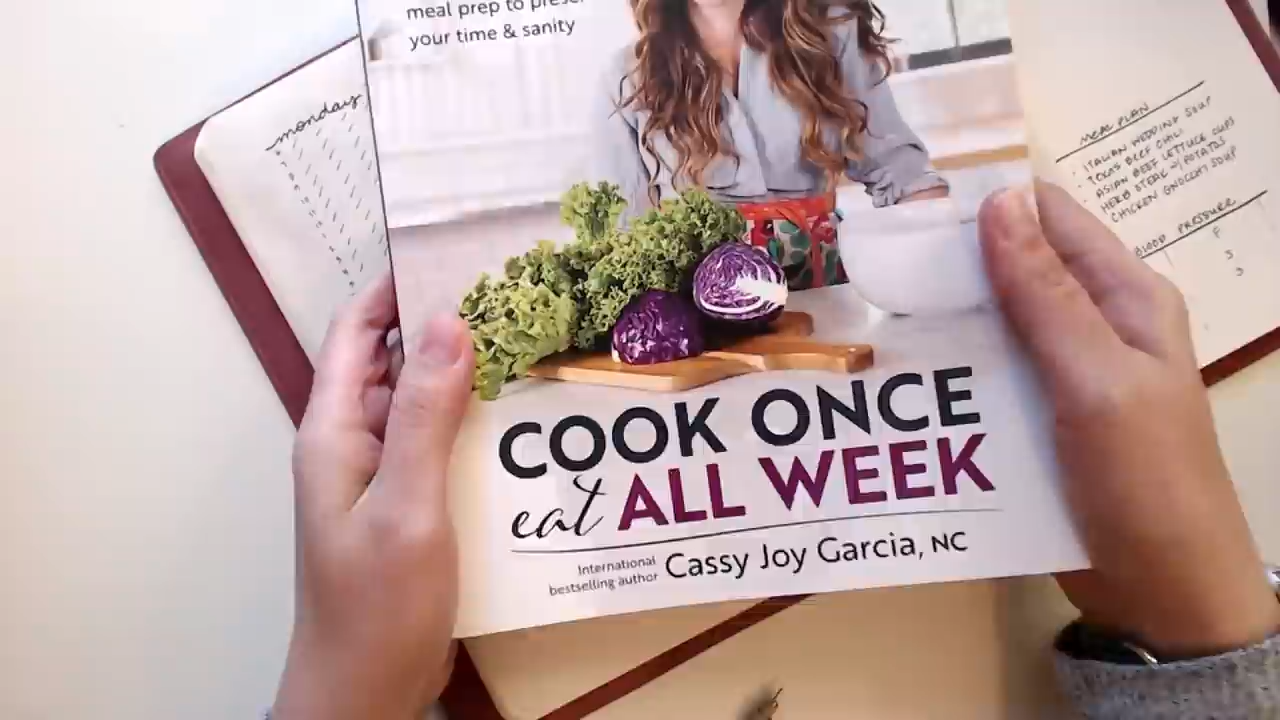 meal prep to
your time & sanity
COOK ONCE
eat ALL WEEK
International
bestselling author
Cassy Joy Garcia, NC
monday
MEAL PLAN
· ITALIAN WEDDING SOUP
· TEXAS BEEF CHILI
· ASIAN BEEF LETTUCE CUPS
· HERB STEAK W/ POTATOS
CHICKEN GNOCCHI SOUP
BLOOD PRESSURE
F
S
S